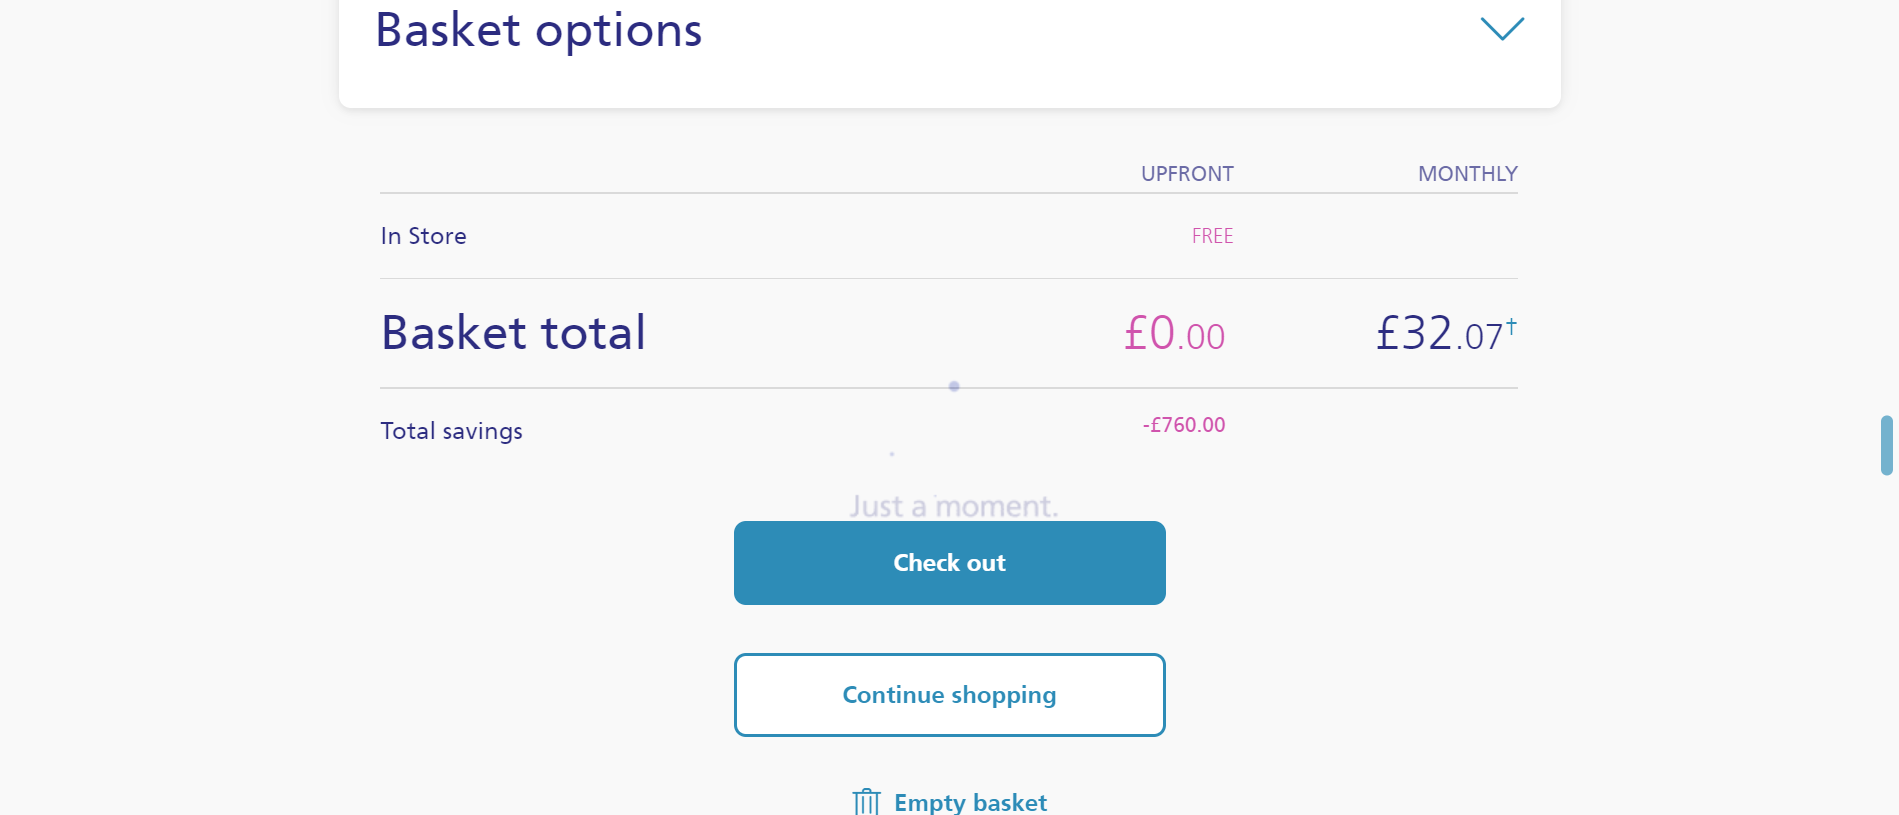 Basket options
UPFRONT MONTHLY
In Store FREE
Basket total £0.00 £32.07†
Total savings -£760.00
Just a moment.
Check out
Continue shopping
Empty basket